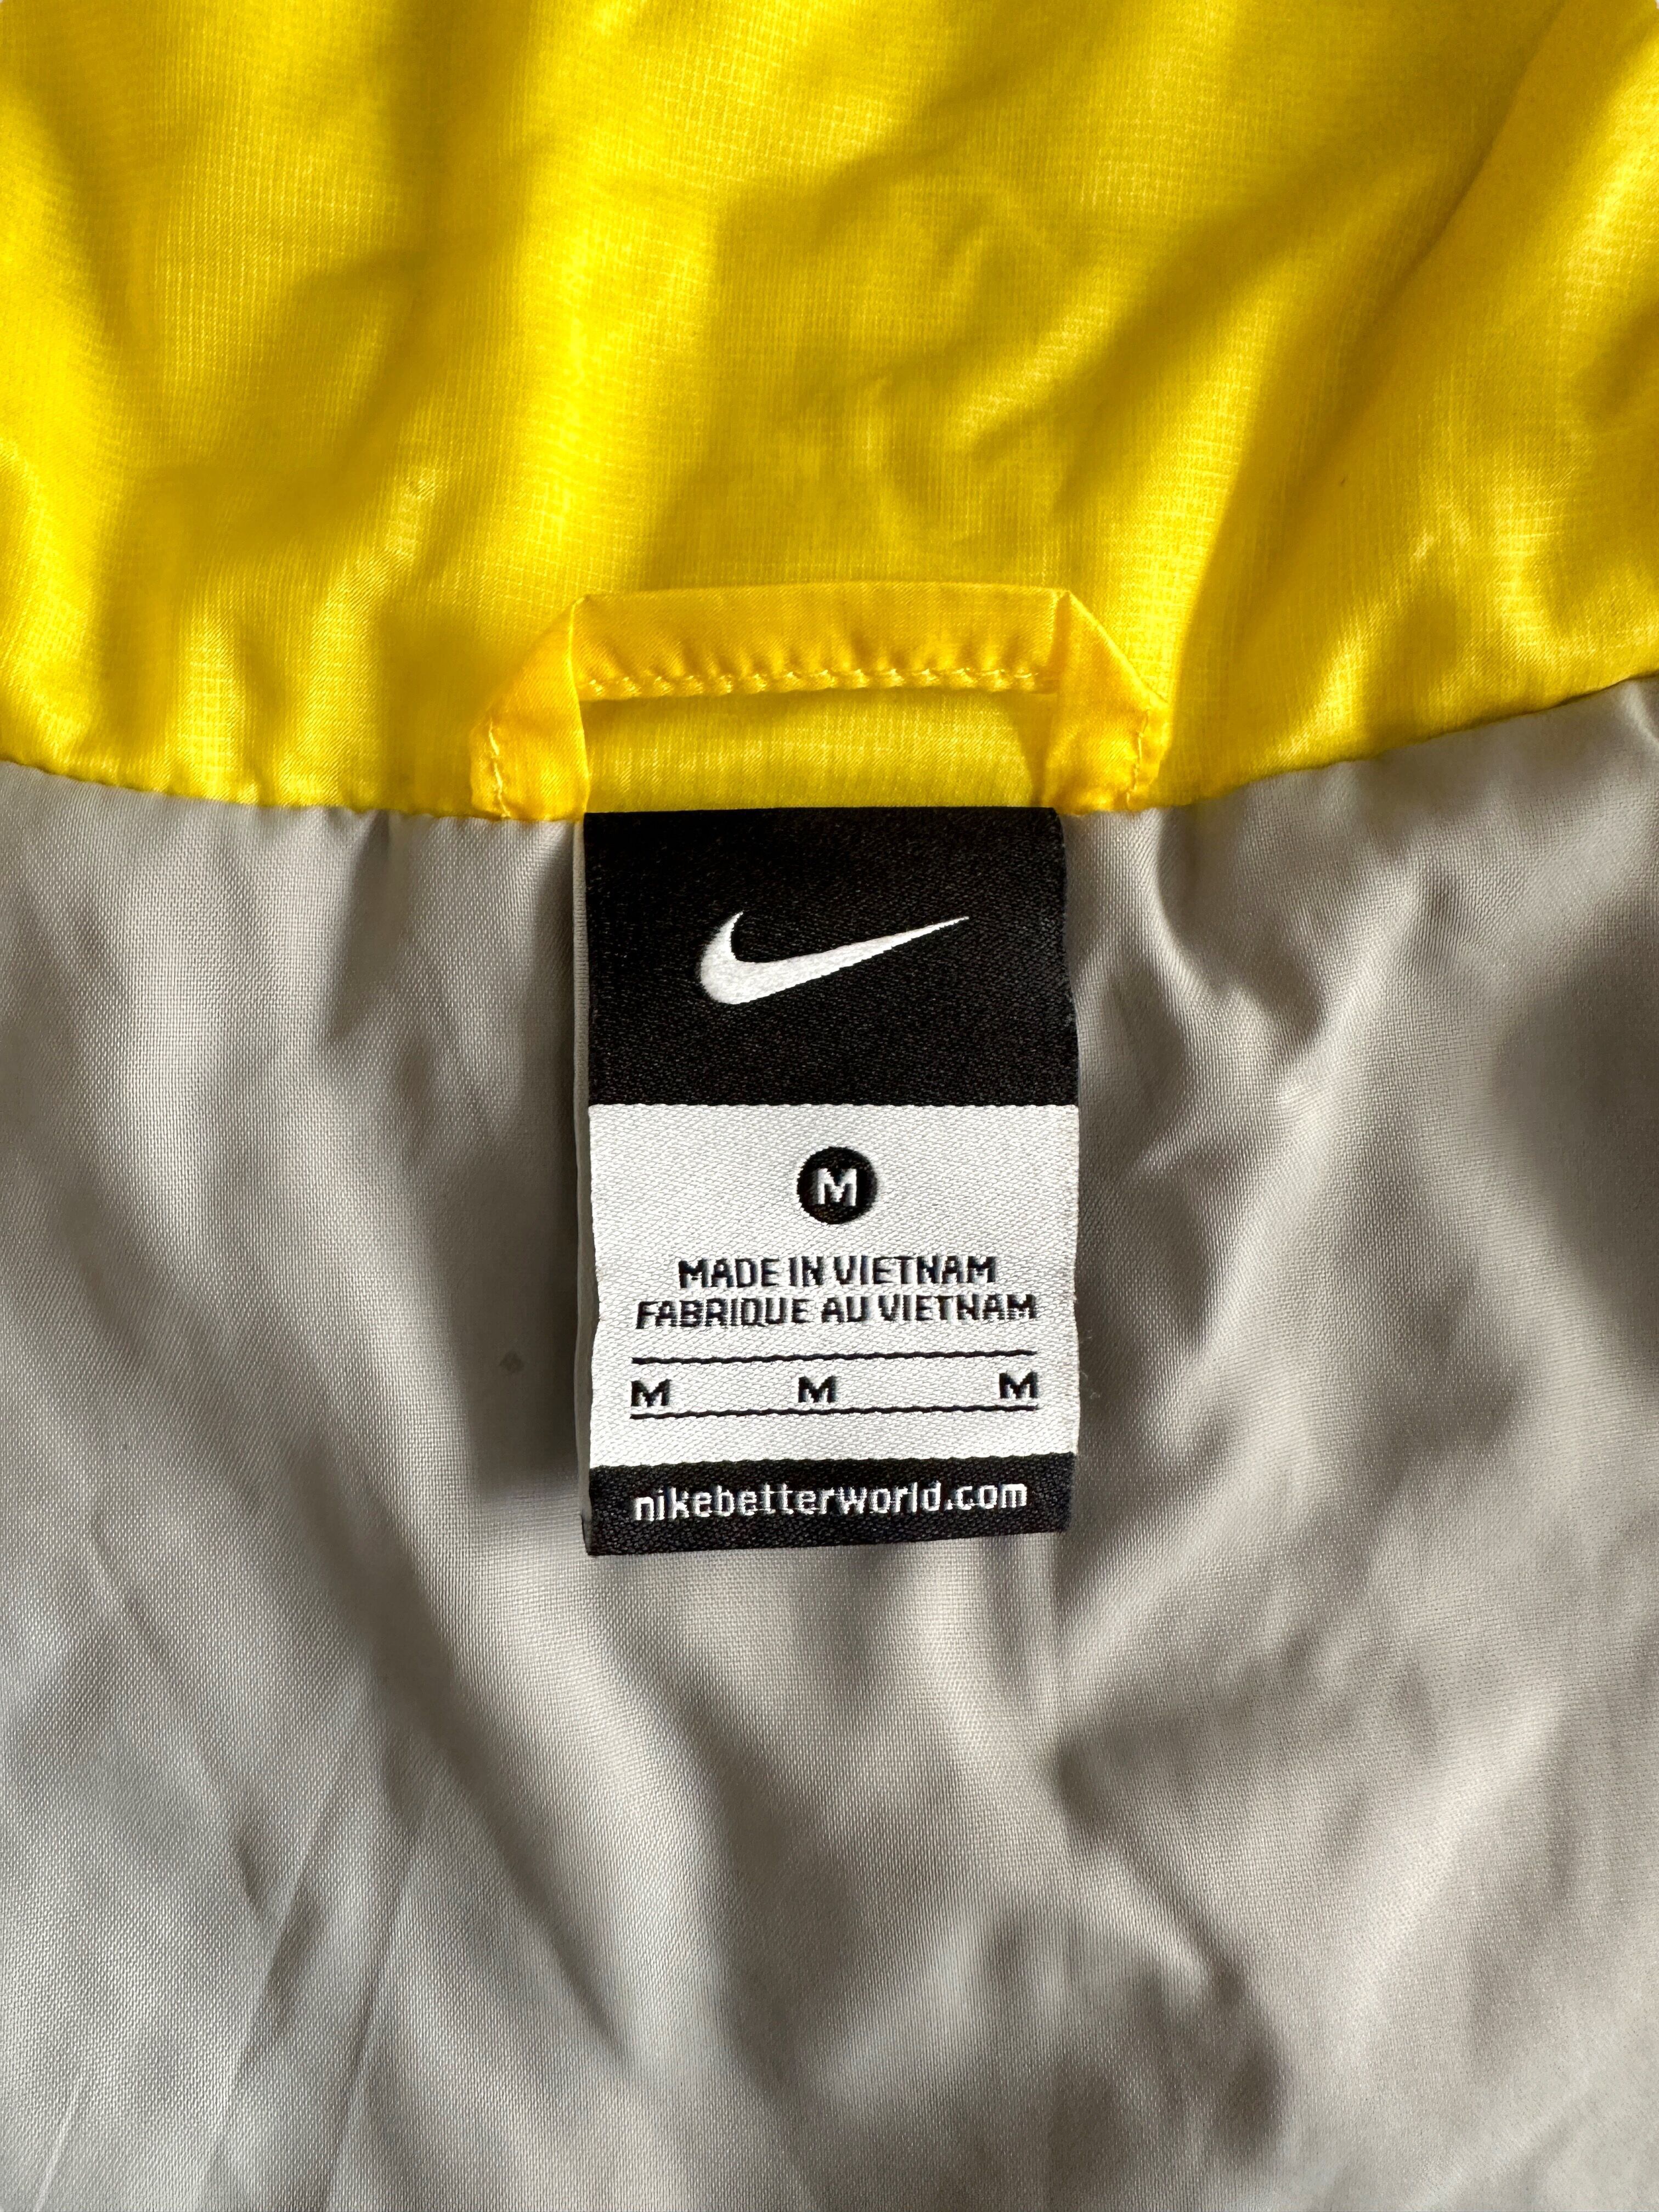 M
MADE IN VIETNAM
FABRIQUE AU VIETNAM
M M M
nikebetterworld.com